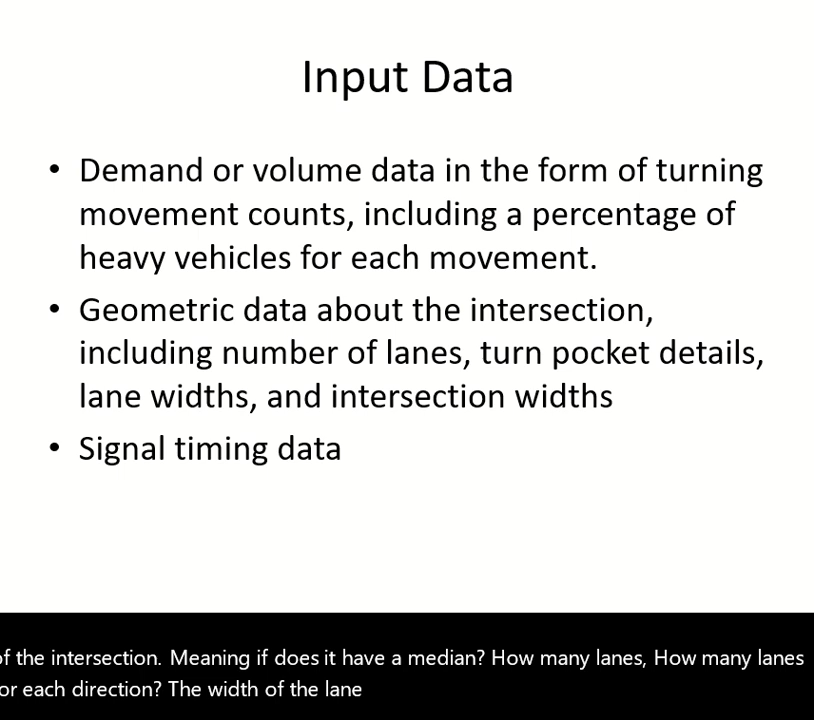 Input Data
• Demand or volume data in the form of turning
movement counts, including a percentage of
heavy vehicles for each movement.
• Geometric data about the intersection,
including number of lanes, turn pocket details,
lane widths, and intersection widths
• Signal timing data
of the intersection. Meaning if does it have a median? How many lanes, How many lanes
or each direction? The width of the lane